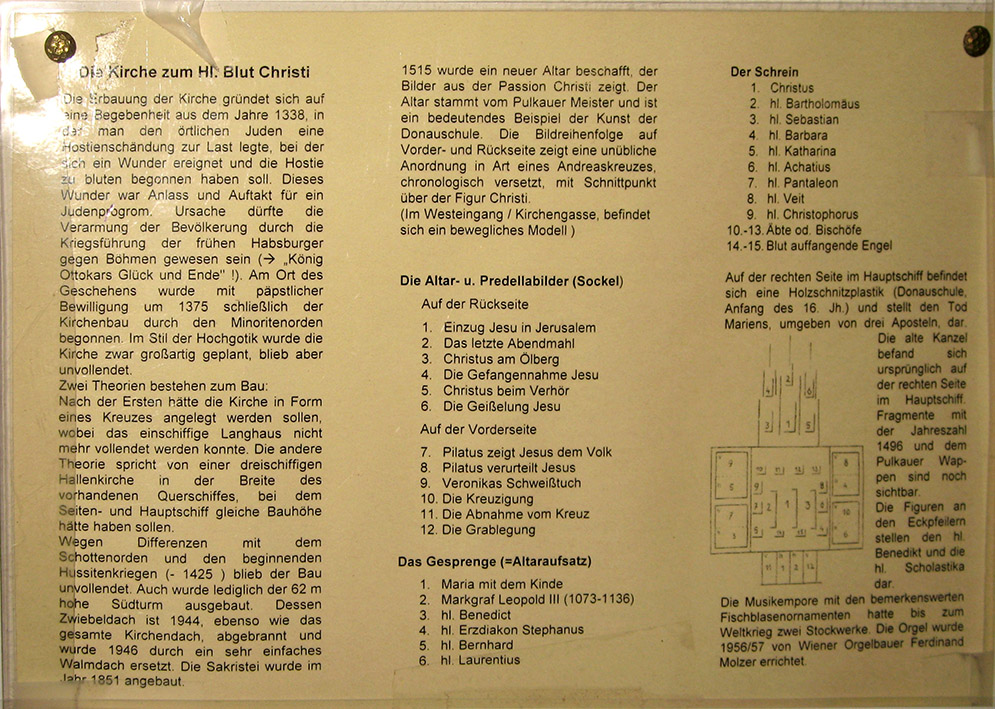 Die Kirche zum Hl. Blut Christi
Die Erbauung der Kirche gründet sich auf
eine Begebenheit aus dem Jahre 1338, in
der man den örtlichen Juden eine
Hostienschändung zur Last legte, bei der
sich ein Wunder ereignet und die Hostie
zu bluten begonnen haben soll. Dieses
Wunder war Anlass und Auftakt für ein
Judenprogrom. Ursache dürfte die
Verarmung der Bevölkerung durch die
Kriegsführung der frühen Habsburger
gegen Böhmen gewesen sein (→ „König
Ottokars Glück und Ende" !). Am Ort des
Geschehens wurde mit päpstlicher
Bewilligung um 1375 schließlich der
Kirchenbau durch den Minoritenorden
begonnen. Im Stil der Hochgotik wurde die
Kirche zwar großartig geplant, blieb aber
unvollendet.
Zwei Theorien bestehen zum Bau:
Nach der Ersten hätte die Kirche in Form
eines Kreuzes angelegt werden sollen,
wobei das einschiffige Langhaus nicht
mehr vollendet werden konnte. Die andere
Theorie spricht von einer dreischiffigen
Hallenkirche in der Breite des
vorhandenen Querschiffes, bei dem
Seiten- und Hauptschiff gleiche Bauhöhe
hätte haben sollen.
Wegen Differenzen mit dem
Schottenorden und den beginnenden
Hussitenkriegen (- 1425 ) blieb der Bau
unvollendet. Auch wurde lediglich der 62 m
hohe Südturm ausgebaut. Dessen
Zwiebeldach ist 1944, ebenso wie das
gesamte Kirchendach, abgebrannt und
wurde 1946 durch ein sehr einfaches
Walmdach ersetzt. Die Sakristei wurde im
Jahr 1851 angebaut.
1515 wurde ein neuer Altar beschafft, der
Bilder aus der Passion Christi zeigt. Der
Altar stammt vom Pulkauer Meister und ist
ein bedeutendes Beispiel der Kunst der
Donauschule. Die Bildreihenfolge auf
Vorder- und Rückseite zeigt eine unübliche
Anordnung in Art eines Andreaskreuzes,
chronologisch versetzt, mit Schnittpunkt
über der Figur Christi.
(Im Westeingang / Kirchengasse, befindet
sich ein bewegliches Modell )
Die Altar- u. Predellabilder (Sockel)
Auf der Rückseite
1. Einzug Jesu in Jerusalem
2. Das letzte Abendmahl
3. Christus am Ölberg
4. Die Gefangennahme Jesu
5. Christus beim Verhör
6. Die Geißelung Jesu
Auf der Vorderseite
7. Pilatus zeigt Jesus dem Volk
8. Pilatus verurteilt Jesus
9. Veronikas Schweißtuch
10. Die Kreuzigung
11. Die Abnahme vom Kreuz
12. Die Grablegung
Das Gesprenge (=Altaraufsatz)
1. Maria mit dem Kinde
2. Markgraf Leopold III (1073-1136)
3. hl. Benedict
4. hl. Erzdiakon Stephanus
5. hl. Bernhard
6. hl. Laurentius
Der Schrein
1. Christus
2. hl. Bartholomäus
3. hl. Sebastian
4. hl. Barbara
5. hl. Katharina
6. hl. Achatius
7. hl. Pantaleon
8. hl. Veit
9. hl. Christophorus
10.-13. Äbte od. Bischöfe
14.-15. Blut auffangende Engel
Auf der rechten Seite im Hauptschiff befindet
sich eine Holzschnitzplastik (Donauschule,
Anfang des 16. Jh.) und stellt den Tod
Mariens, umgeben von drei Aposteln, dar.
Die alte Kanzel
befand sich
ursprünglich auf
der rechten Seite
im Hauptschiff.
Fragmente mit
der Jahreszahl
1496 und dem
Pulkauer Wap-
pen sind noch
sichtbar.
Die Figuren an
den Eckpfeilern
stellen den hl.
Benedikt und die
hl. Scholastika
dar.
Die Musikempore mit den bemerkenswerten
Fischblasenornamenten hatte bis zum
Weltkrieg zwei Stockwerke. Die Orgel wurde
1956/57 von Wiener Orgelbauer Ferdinand
Molzer errichtet.